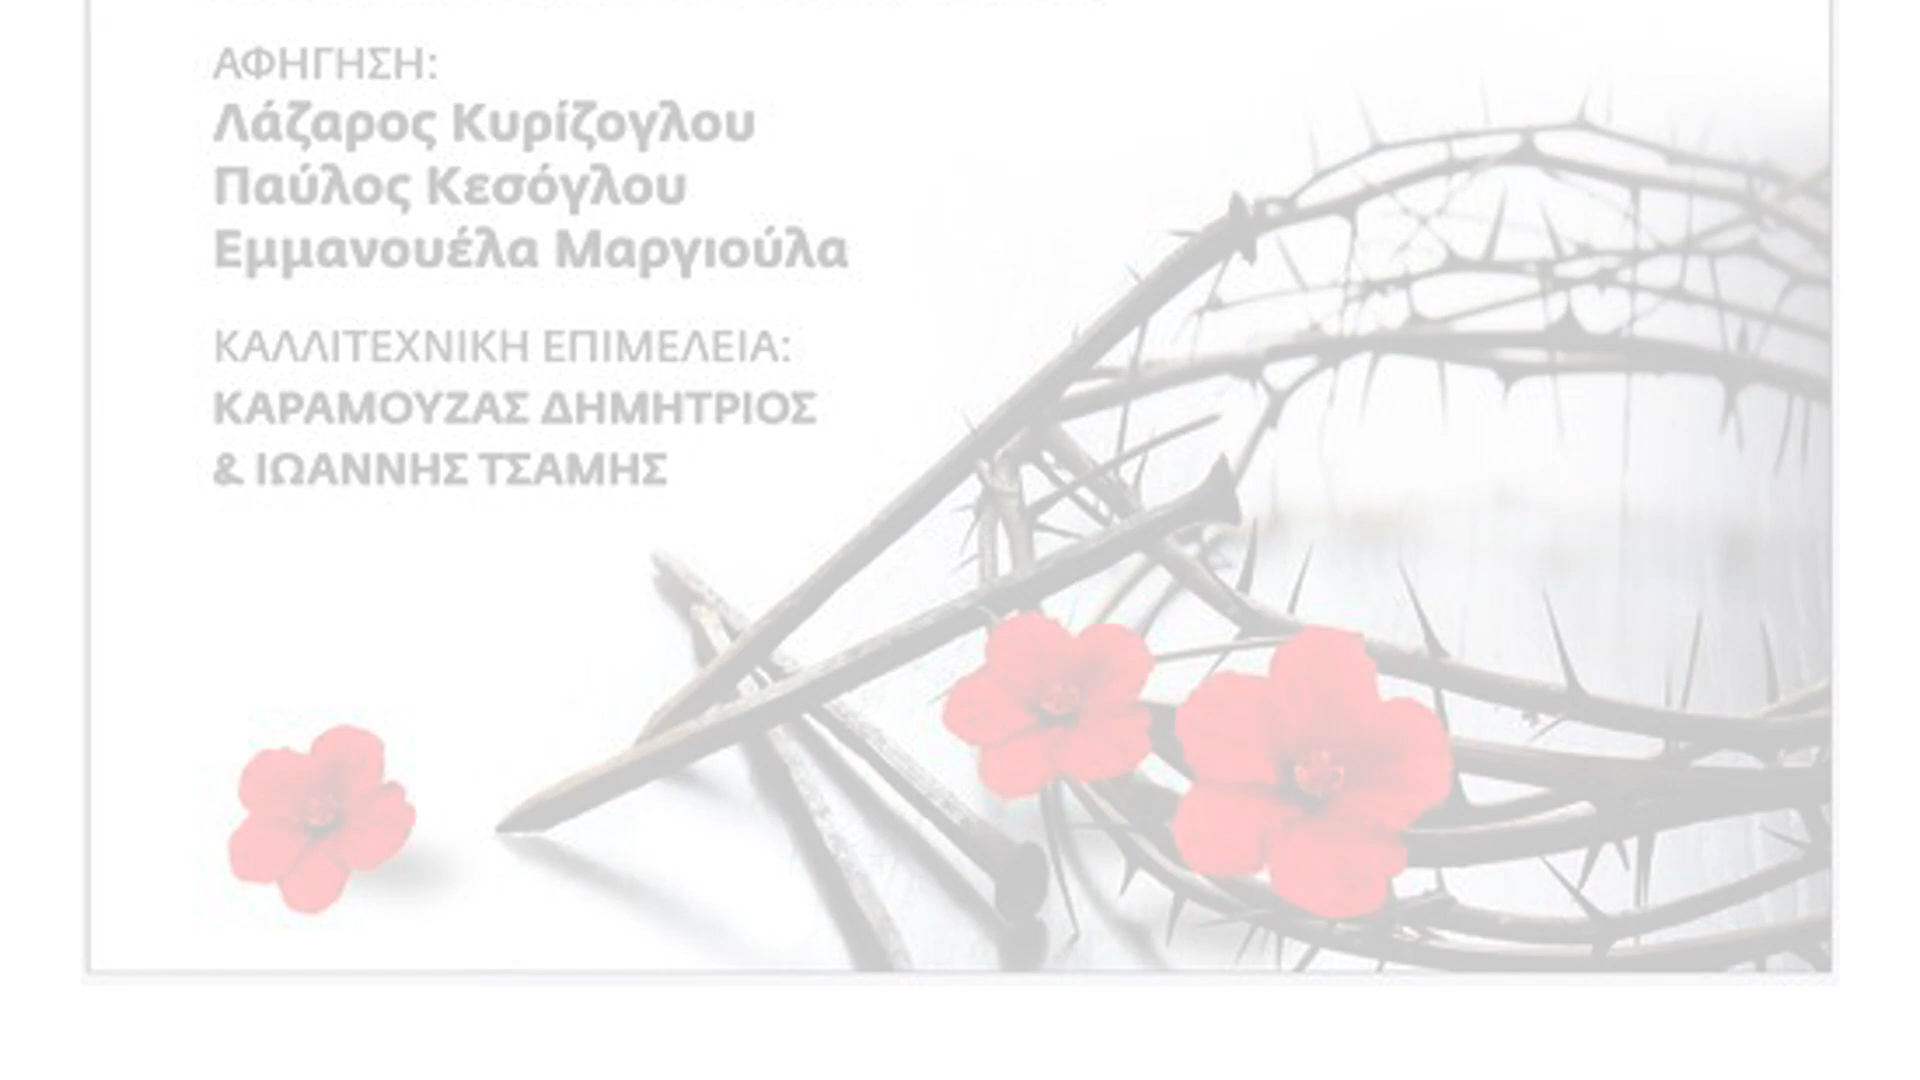 ΑΦΗΓΗΣΗ:
Λάζαρος Κυρίζογλου
Παύλος Κεσόγλου
Εμμανουέλα Μαργιούλα
ΚΑΛΛΙΤΕΧΝΙΚΗ ΕΠΙΜΕΛΕΙΑ:
ΚΑΡΑΜΟΥΖΑΣ ΔΗΜΗΤΡΙΟΣ
& ΙΩΑΝΝΗΣ ΤΣΑΜΗΣ